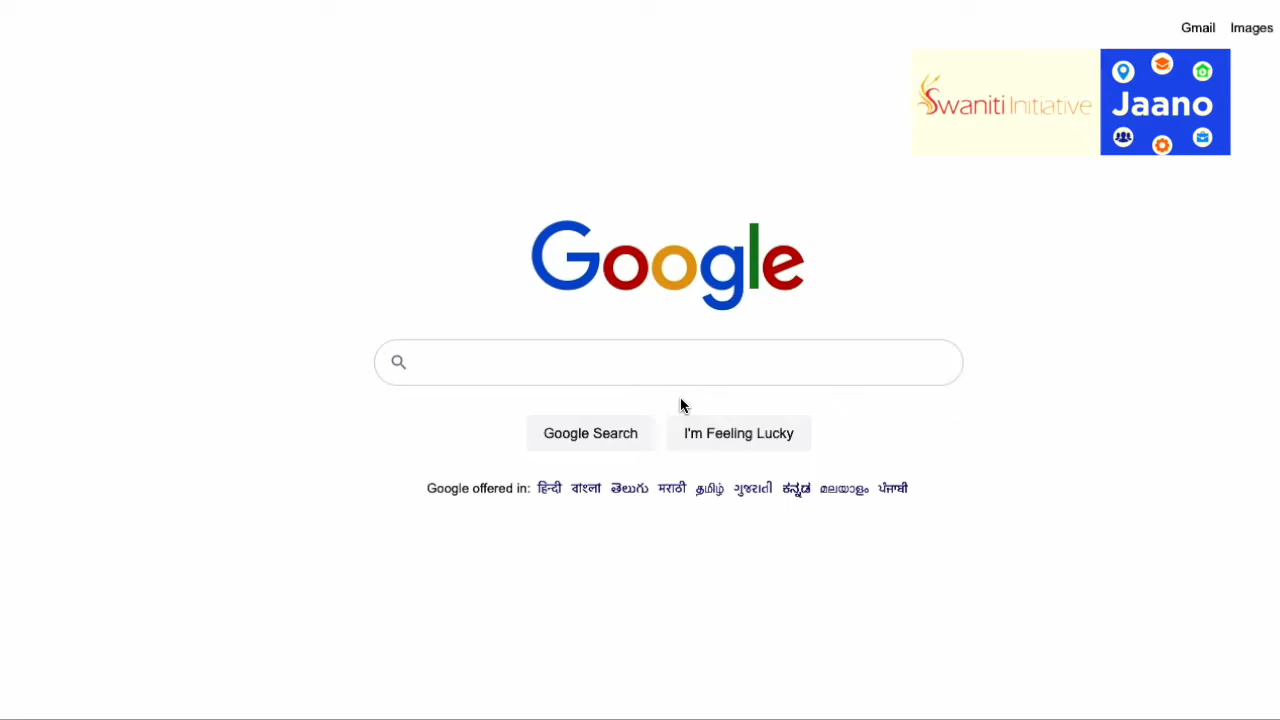 Gmail Images
Swaniti Initiative
Jaano
Google
Google Search I'm Feeling Lucky
Google offered in: हिन्दी বাংলা తెలుగు मराठी தமிழ் ગુજરાતી ಕನ್ನಡ മലയാളം ਪੰਜਾਬੀ